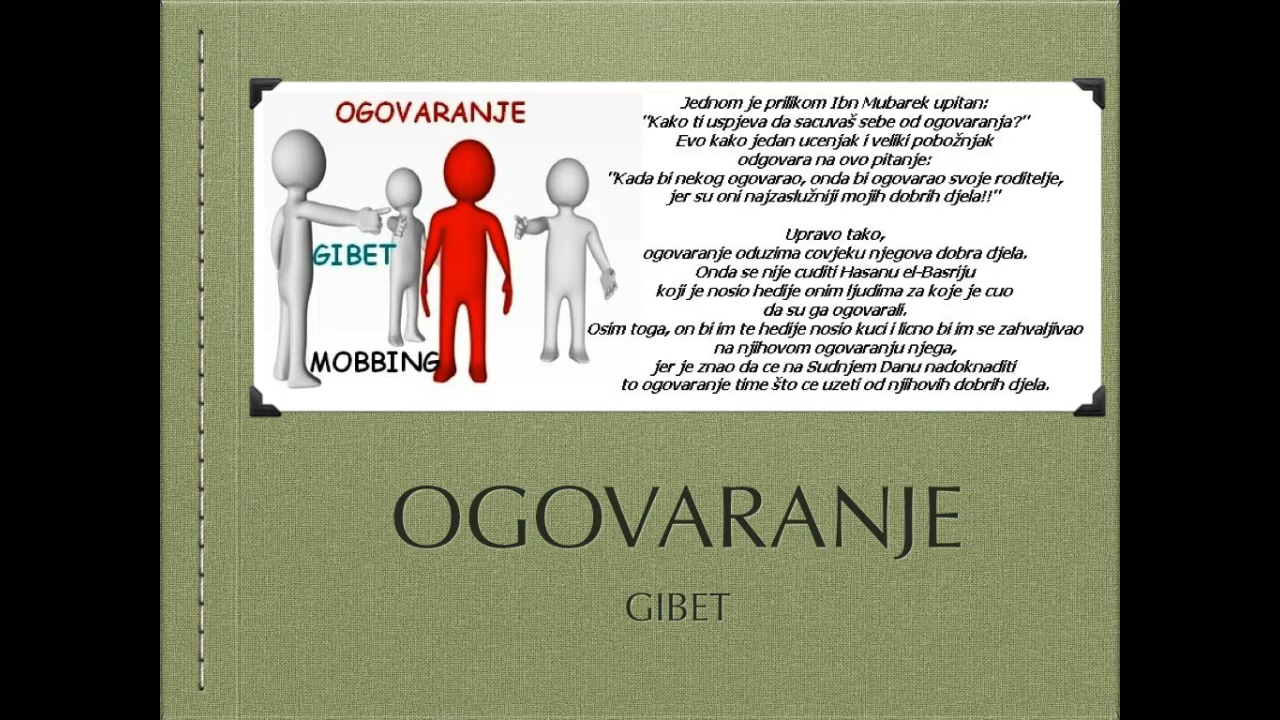 OGOVARANJE
GIBET
MOBBING
Jednom je prilikom Ibn Mubarek upitan:
"Kako ti uspjeva da sacuvaš sebe od ogovaranja?"
Evo kako jedan ucenjak i veliki pobožnjak
odgovara na ovo pitanje:
"Kada bi nekog ogovarao, onda bi ogovarao svoje roditelje,
jer su oni najzaslužniji mojih dobrih djela!!"
Upravo tako,
ogovaranje oduzima covjeku njegova dobra djela.
Onda se nije cuditi Hasanu el-Basriju
koji je nosio hedije onim ljudima za koje je cuo
da su ga ogovarali.
Osim toga, on bi im te hedije nosio kuci i licno bi im se zahvaljivao
na njihovom ogovaranju njega,
jer je znao da ce na Sudnjem Danu nadoknaditi
to ogovaranje time što ce uzeti od njihovih dobrih djela.
OGOVARANJE
GIBET